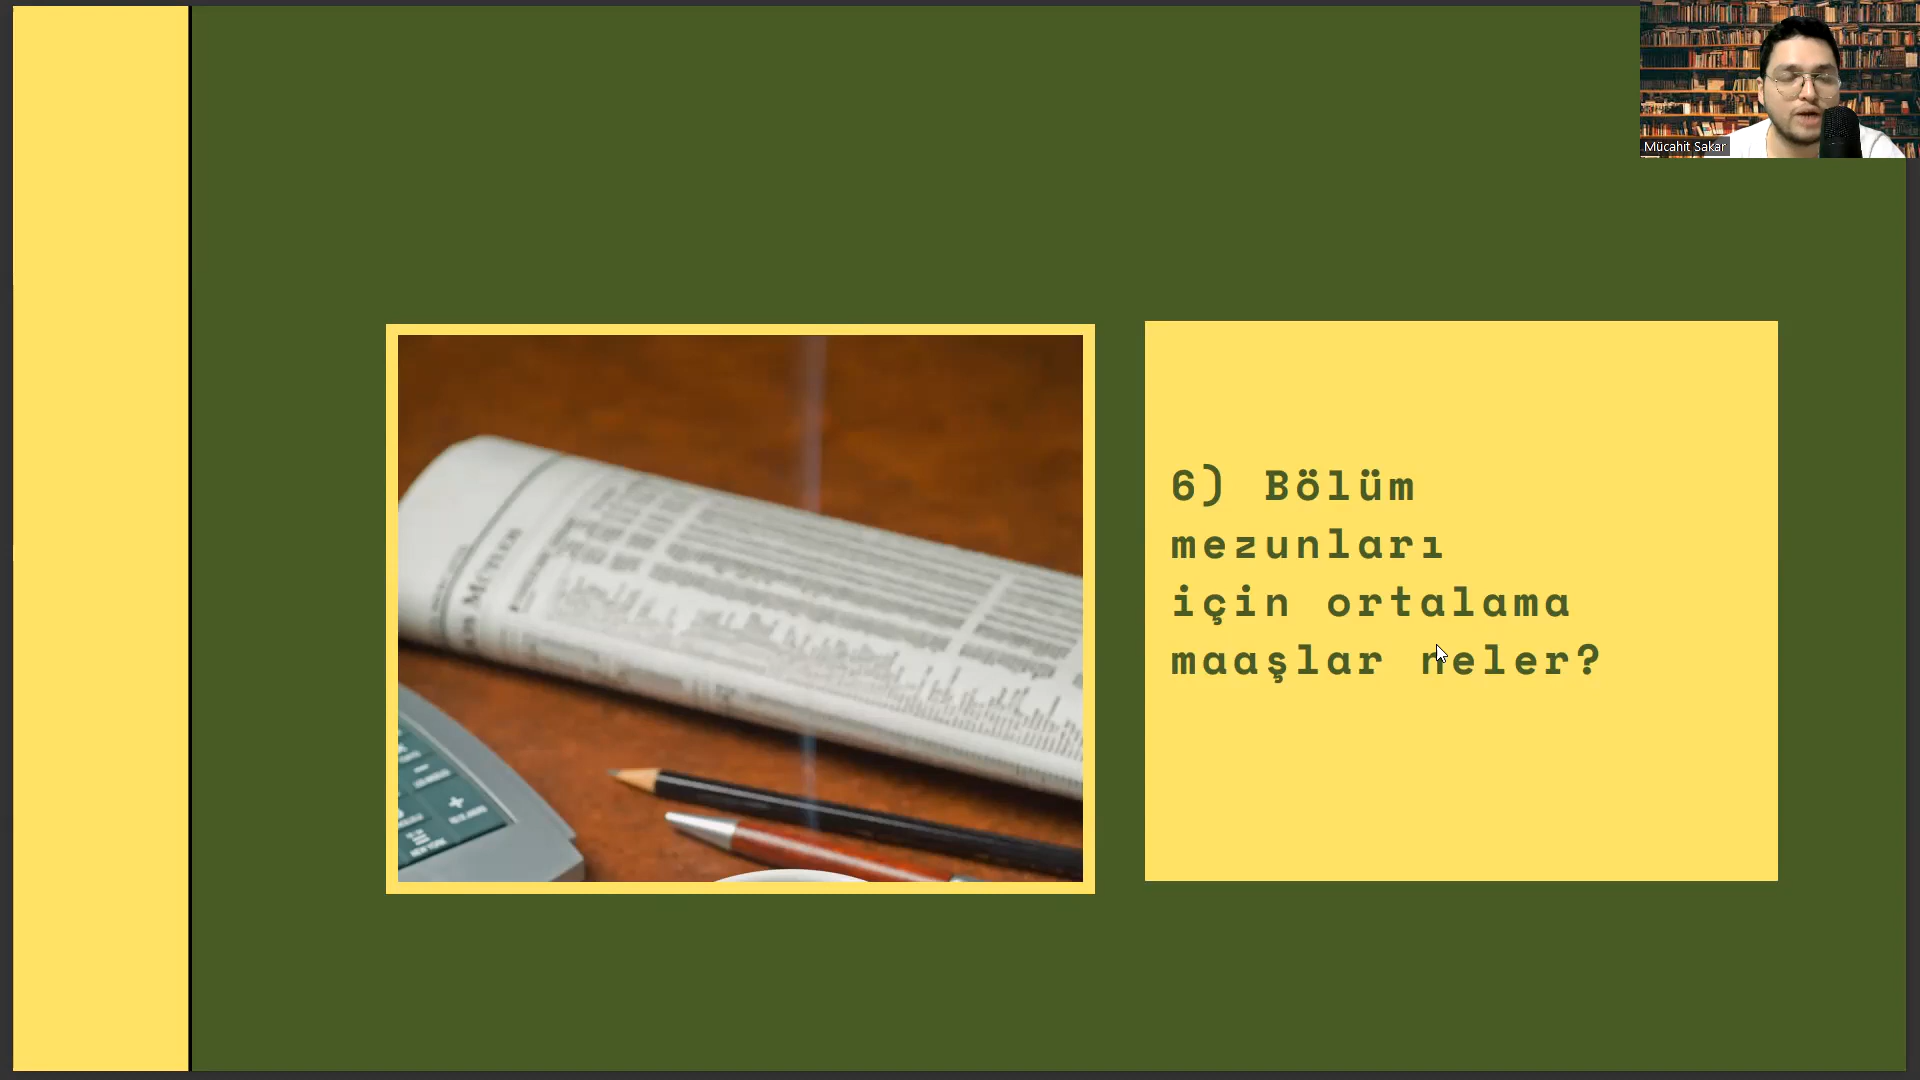 Mücahit Sakar
6) Bölüm
mezunları
için ortalama
maaşlar neler?